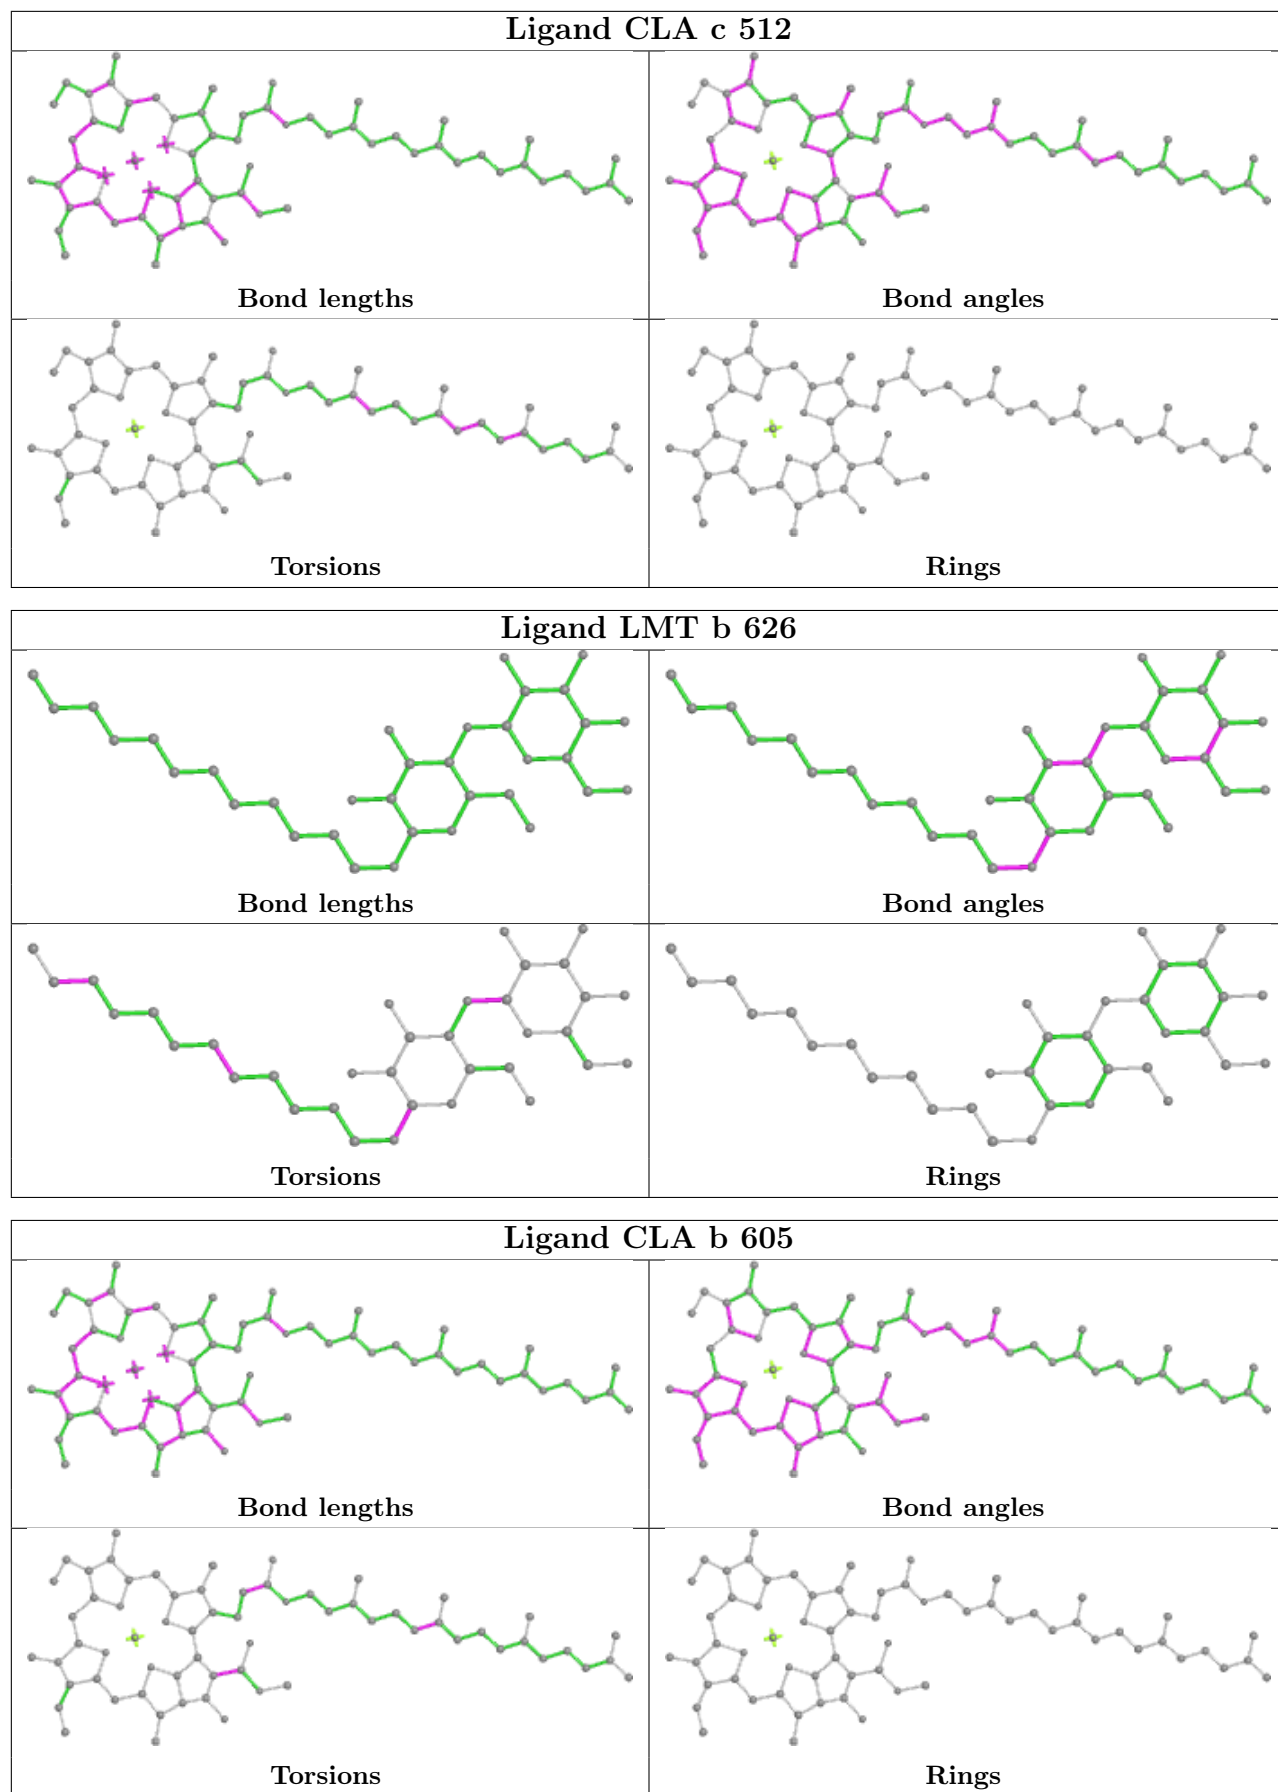 Ligand CLA c 512
Bond lengths
Bond angles
Torsions
Rings
Ligand LMT b 626
Bond lengths
Bond angles
Torsions
Rings
Ligand CLA b 605
Bond lengths
Bond angles
Torsions
Rings